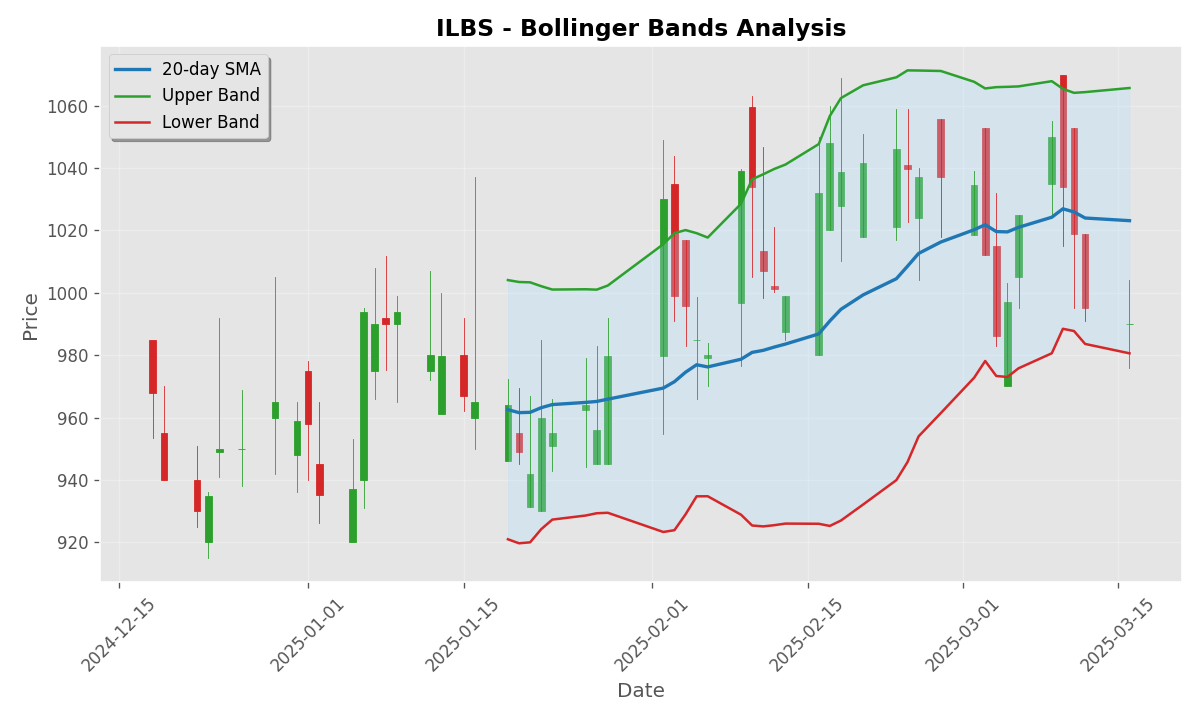 ILBS - Bollinger Bands Analysis
20-day SMA
Upper Band
Lower Band
Price
1060
1040
1020
1000
980
960
940
920
2024-12-15
2025-01-01
2025-01-15
2025-02-01
2025-02-15
2025-03-01
2025-03-15
Date